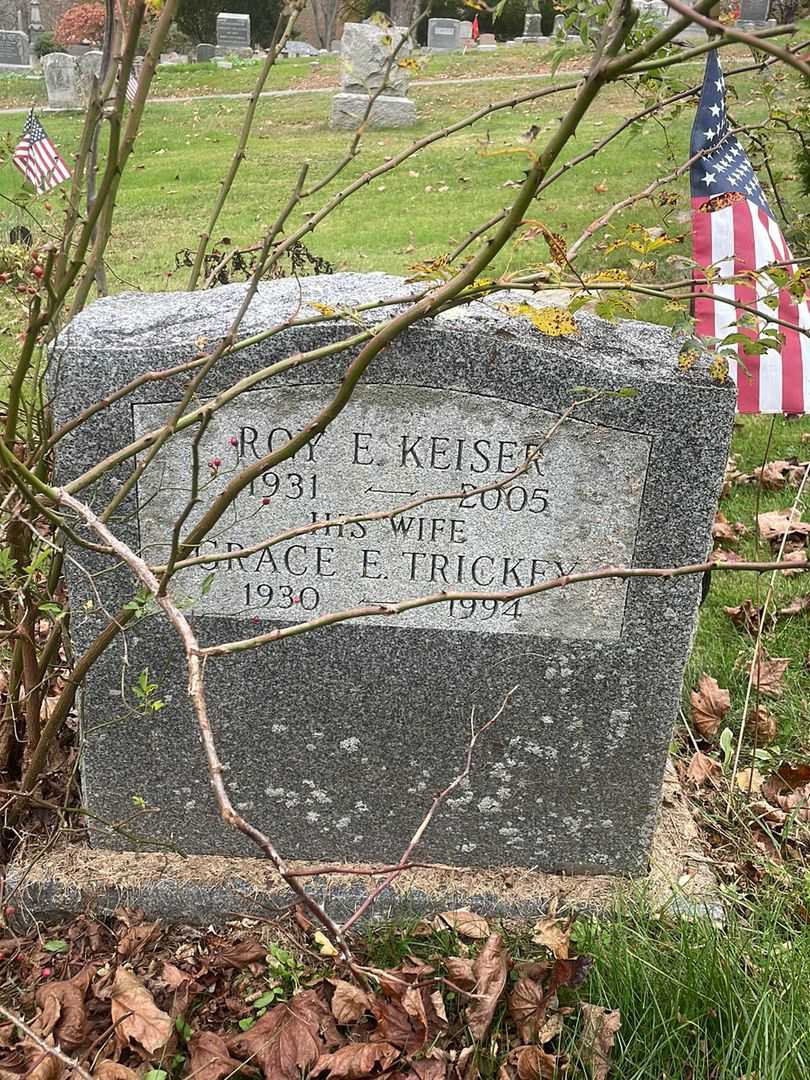 ROY E. KEISER
1931 — 2005
HIS WIFE
GRACE E. TRICKEY
1930 — 1994